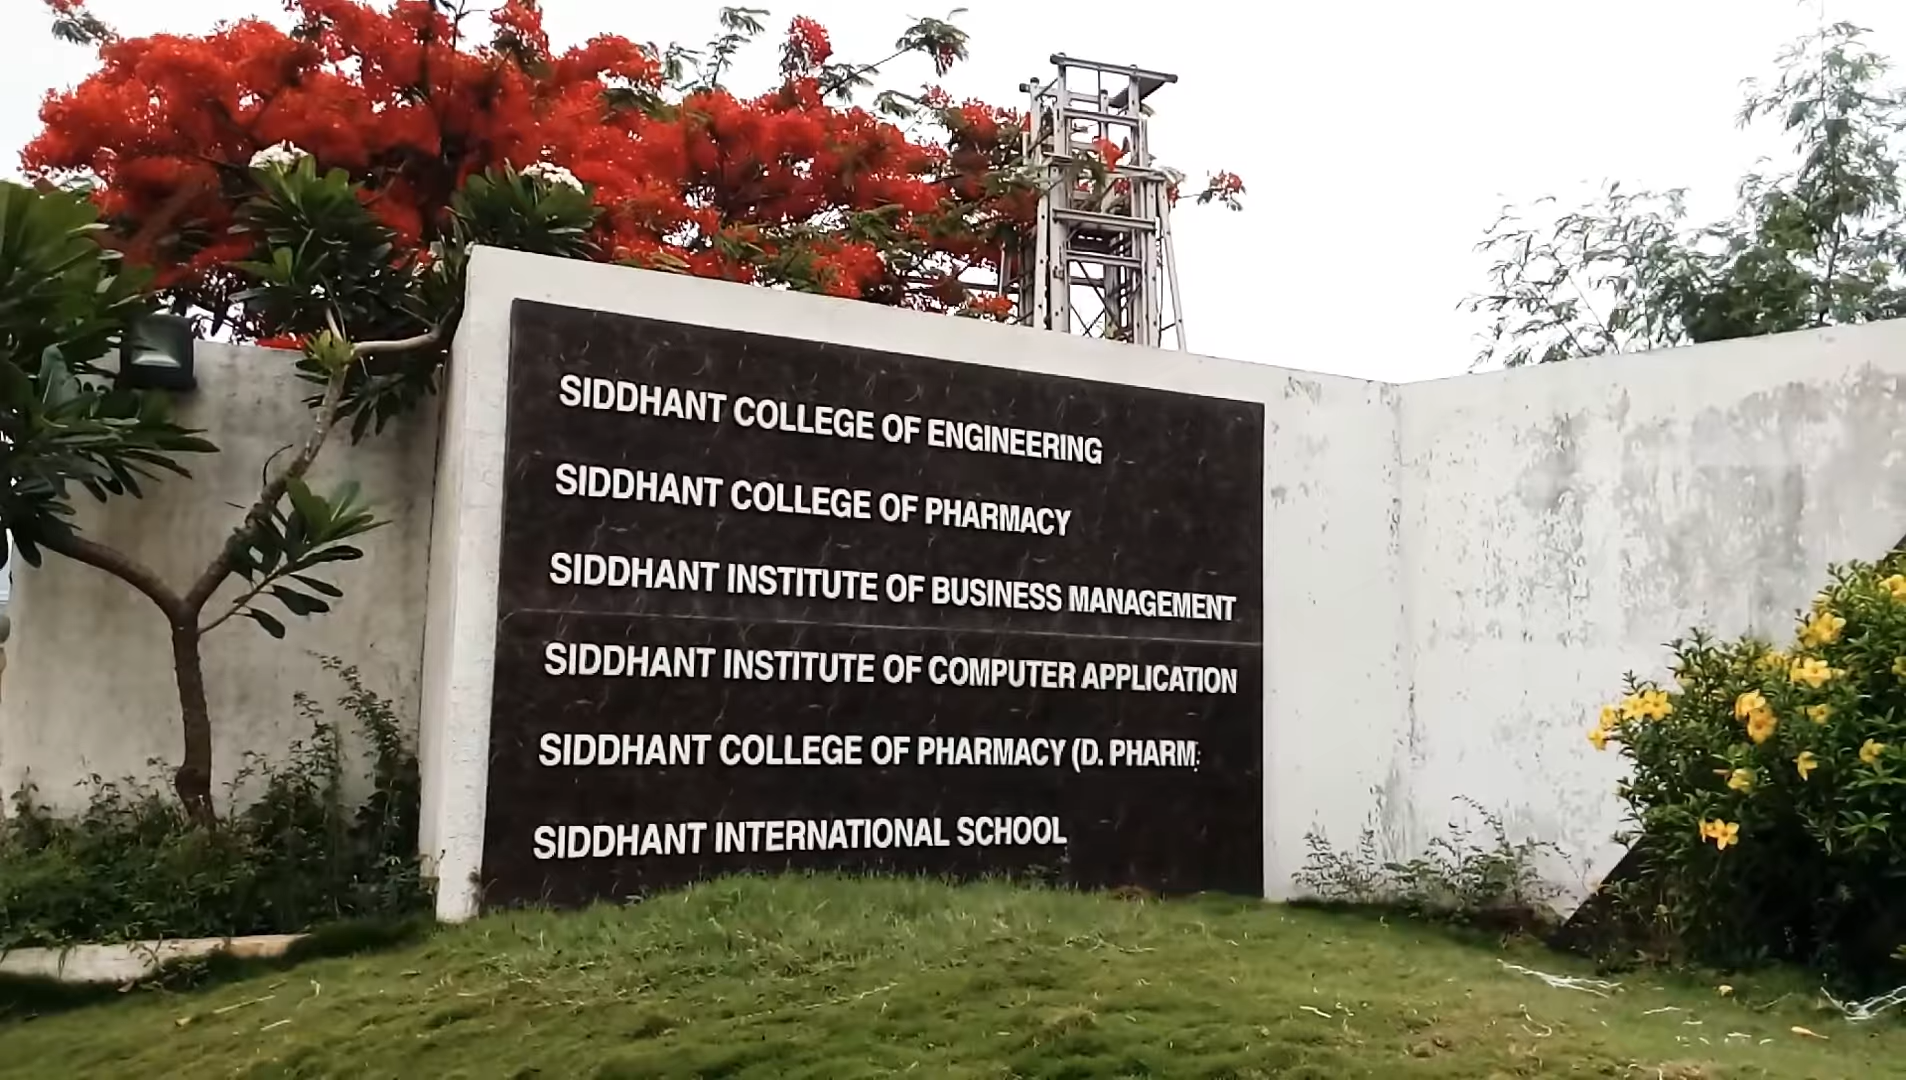 SIDDHANT COLLEGE OF ENGINEERING
SIDDHANT COLLEGE OF PHARMACY
SIDDHANT INSTITUTE OF BUSINESS MANAGEMENT
SIDDHANT INSTITUTE OF COMPUTER APPLICATION
SIDDHANT COLLEGE OF PHARMACY (D. PHARM
SIDDHANT INTERNATIONAL SCHOOL